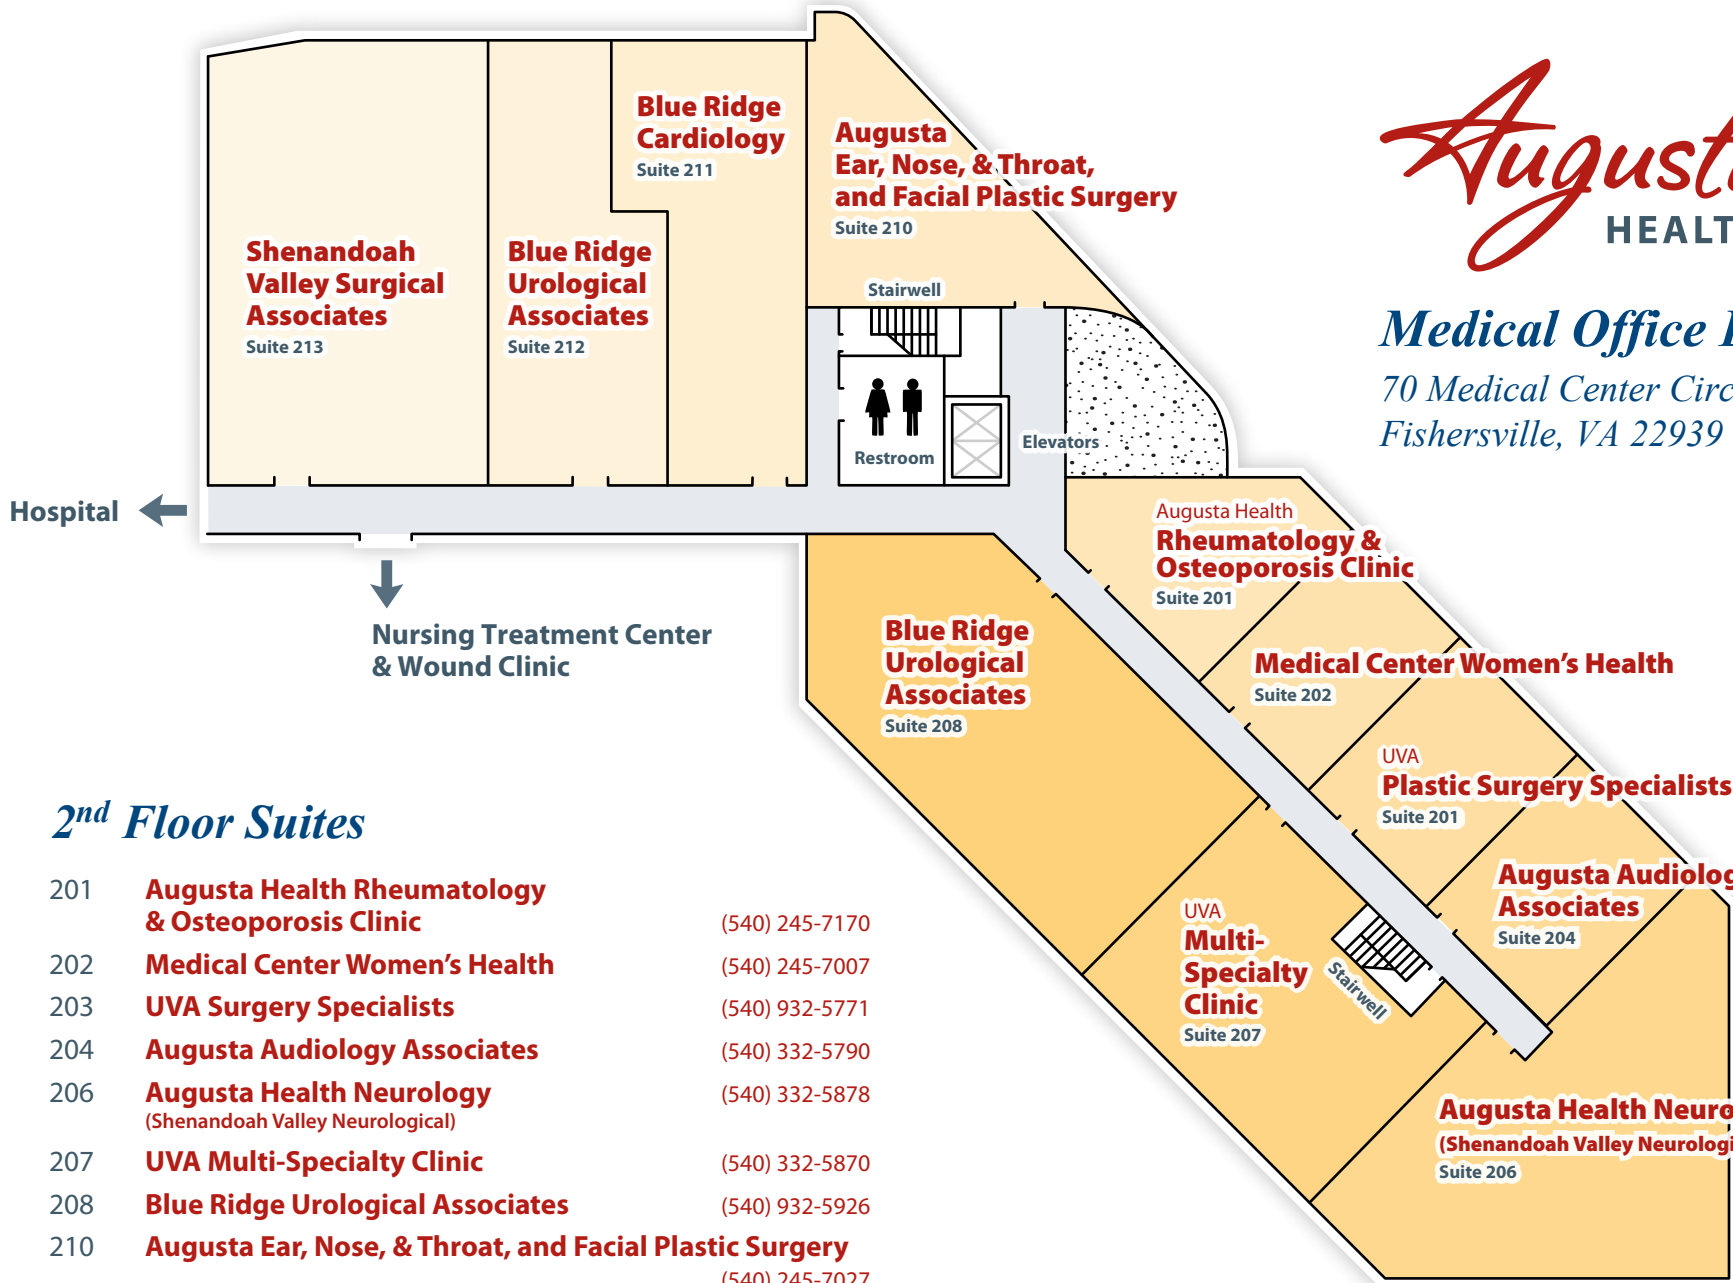 Blue Ridge
Cardiology
Suite 211
Augusta
Ear, Nose, & Throat,
and Facial Plastic Surgery
Suite 210
HEALT
Shenandoah
Valley Surgical
Associates
Suite 213
Blue Ridge
Urological
Associates
Suite 212
Stairwell
Restroom
Elevators
Medical Office
70 Medical Center Circ
Fishersville, VA 22939
Hospital
Nursing Treatment Center
& Wound Clinic
Augusta Health
Rheumatology &
Osteoporosis Clinic
Suite 201
Blue Ridge
Urological
Associates
Suite 208
Medical Center Women's Health
Suite 202
UVA
Plastic Surgery Specialists
Suite 201
Augusta Audiolog
Associates
Suite 204
UVA
Multi-
Specialty
Clinic
Suite 207
Stairwell
Augusta Health Neuro
(Shenandoah Valley Neurologi
Suite 206
2nd Floor Suites
201 Augusta Health Rheumatology
& Osteoporosis Clinic (540) 245-7170
202 Medical Center Women's Health (540) 245-7007
203 UVA Surgery Specialists (540) 932-5771
204 Augusta Audiology Associates (540) 332-5790
206 Augusta Health Neurology (540) 332-5878
(Shenandoah Valley Neurological)
207 UVA Multi-Specialty Clinic (540) 332-5870
208 Blue Ridge Urological Associates (540) 932-5926
210 Augusta Ear, Nose, & Throat, and Facial Plastic Surgery
(540) 245-7027